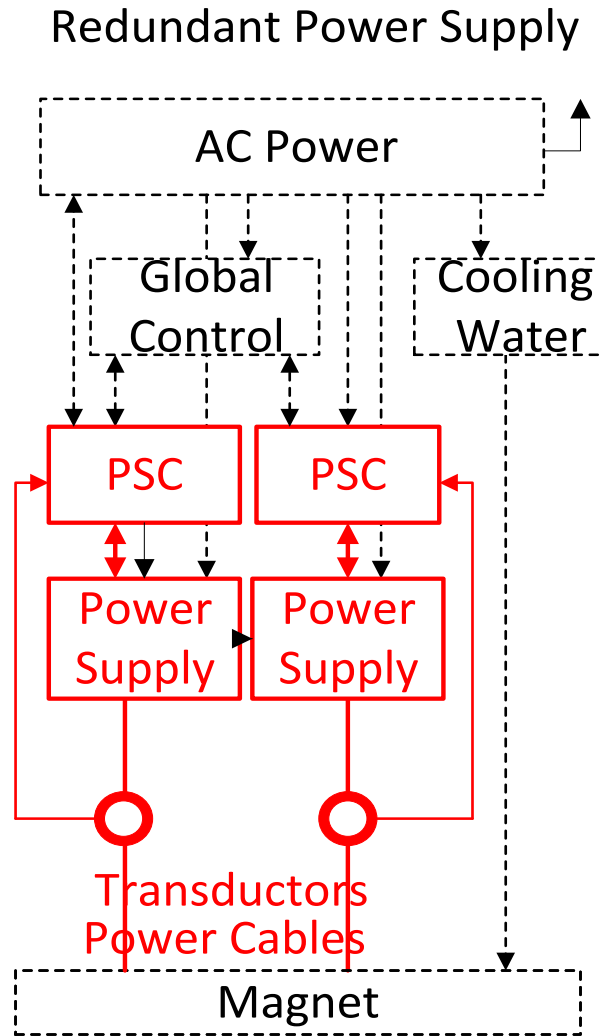 Redundant Power Supply
AC Power
Global
Control
Cooling
Water
PSC
PSC
Power
Supply
Power
Supply
Transductors
Power Cables
Magnet